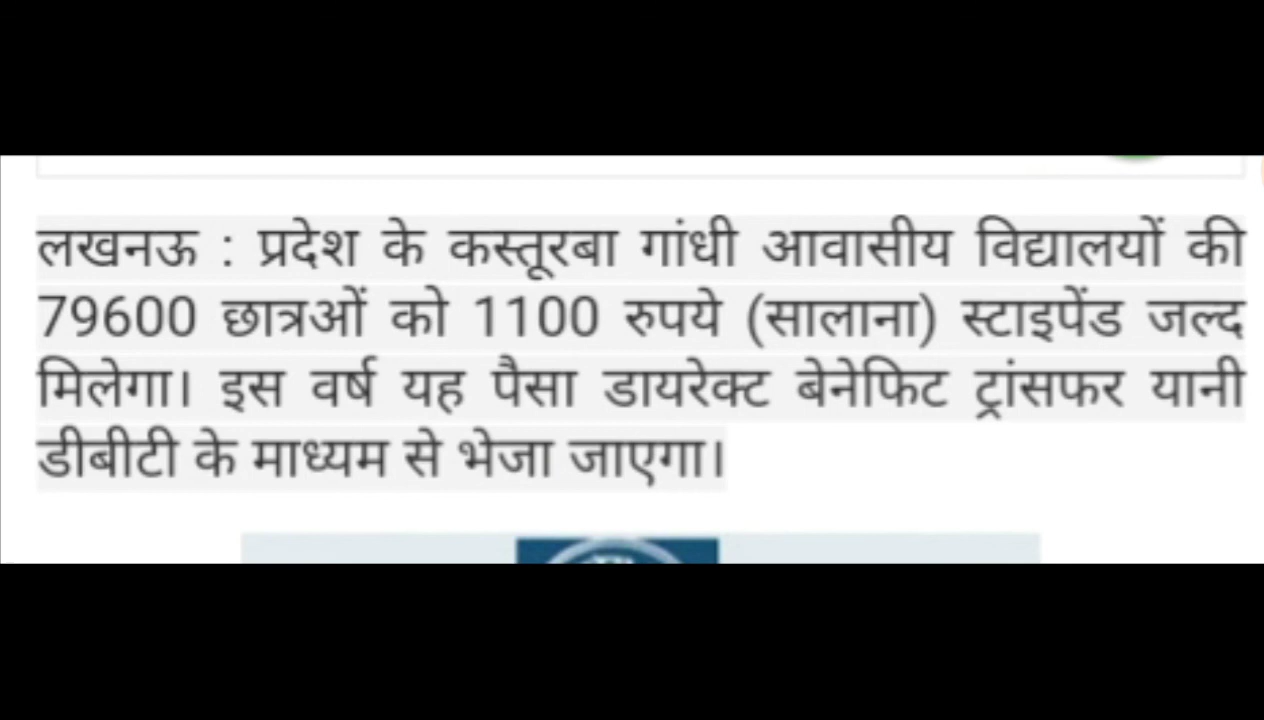 लखनऊ : प्रदेश के कस्तूरबा गांधी आवासीय विद्यालयों की
79600 छात्रओं को 1100 रुपये (सालाना) स्टाइपेंड जल्द
मिलेगा। इस वर्ष यह पैसा डायरेक्ट बेनेफिट ट्रांसफर यानी
डीबीटी के माध्यम से भेजा जाएगा।